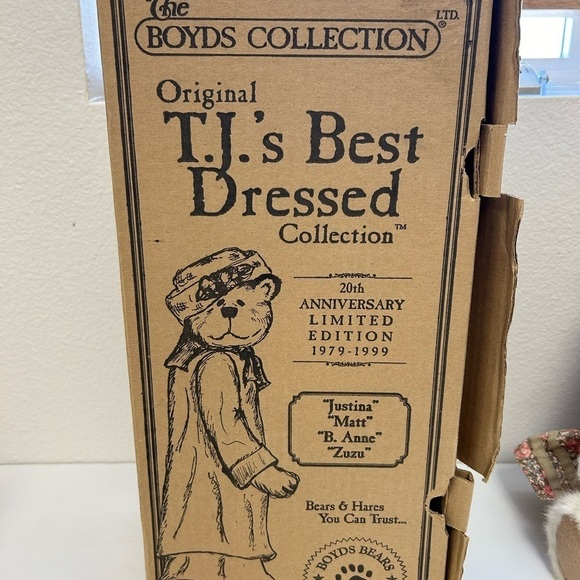 The
LTD.
BOYDS COLLECTION®
Original
T.J.'s Best
Dressed
Collection™
20th
ANNIVERSARY
LIMITED
EDITION
1979-1999
"Justina"
"Matt"
"B. Anne"
"Zuzu"
Bears & Hares
You Can Trust...
BOYDS BEARS